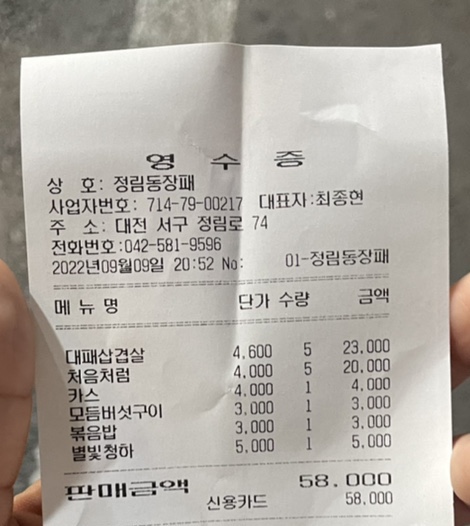 영 수 증
상 호: 정림동장패
사업자번호: 714-79-00217 대표자:최종현
주 소: 대전 서구 정림로 74
전화번호:042-581-9596
2022년09월09일 20:52 No: 01-정림동장패
메 뉴 명 단가 수량 금액
대패삼겹살 4,600 5 23,000
처음처럼 4,000 5 20,000
카스 4,000 1 4,000
모듬버섯구이 3,000 1 3,000
볶음밥 3,000 1 3,000
별빛청하 5,000 1 5,000
판매금액 58,000
신용카드 58,000